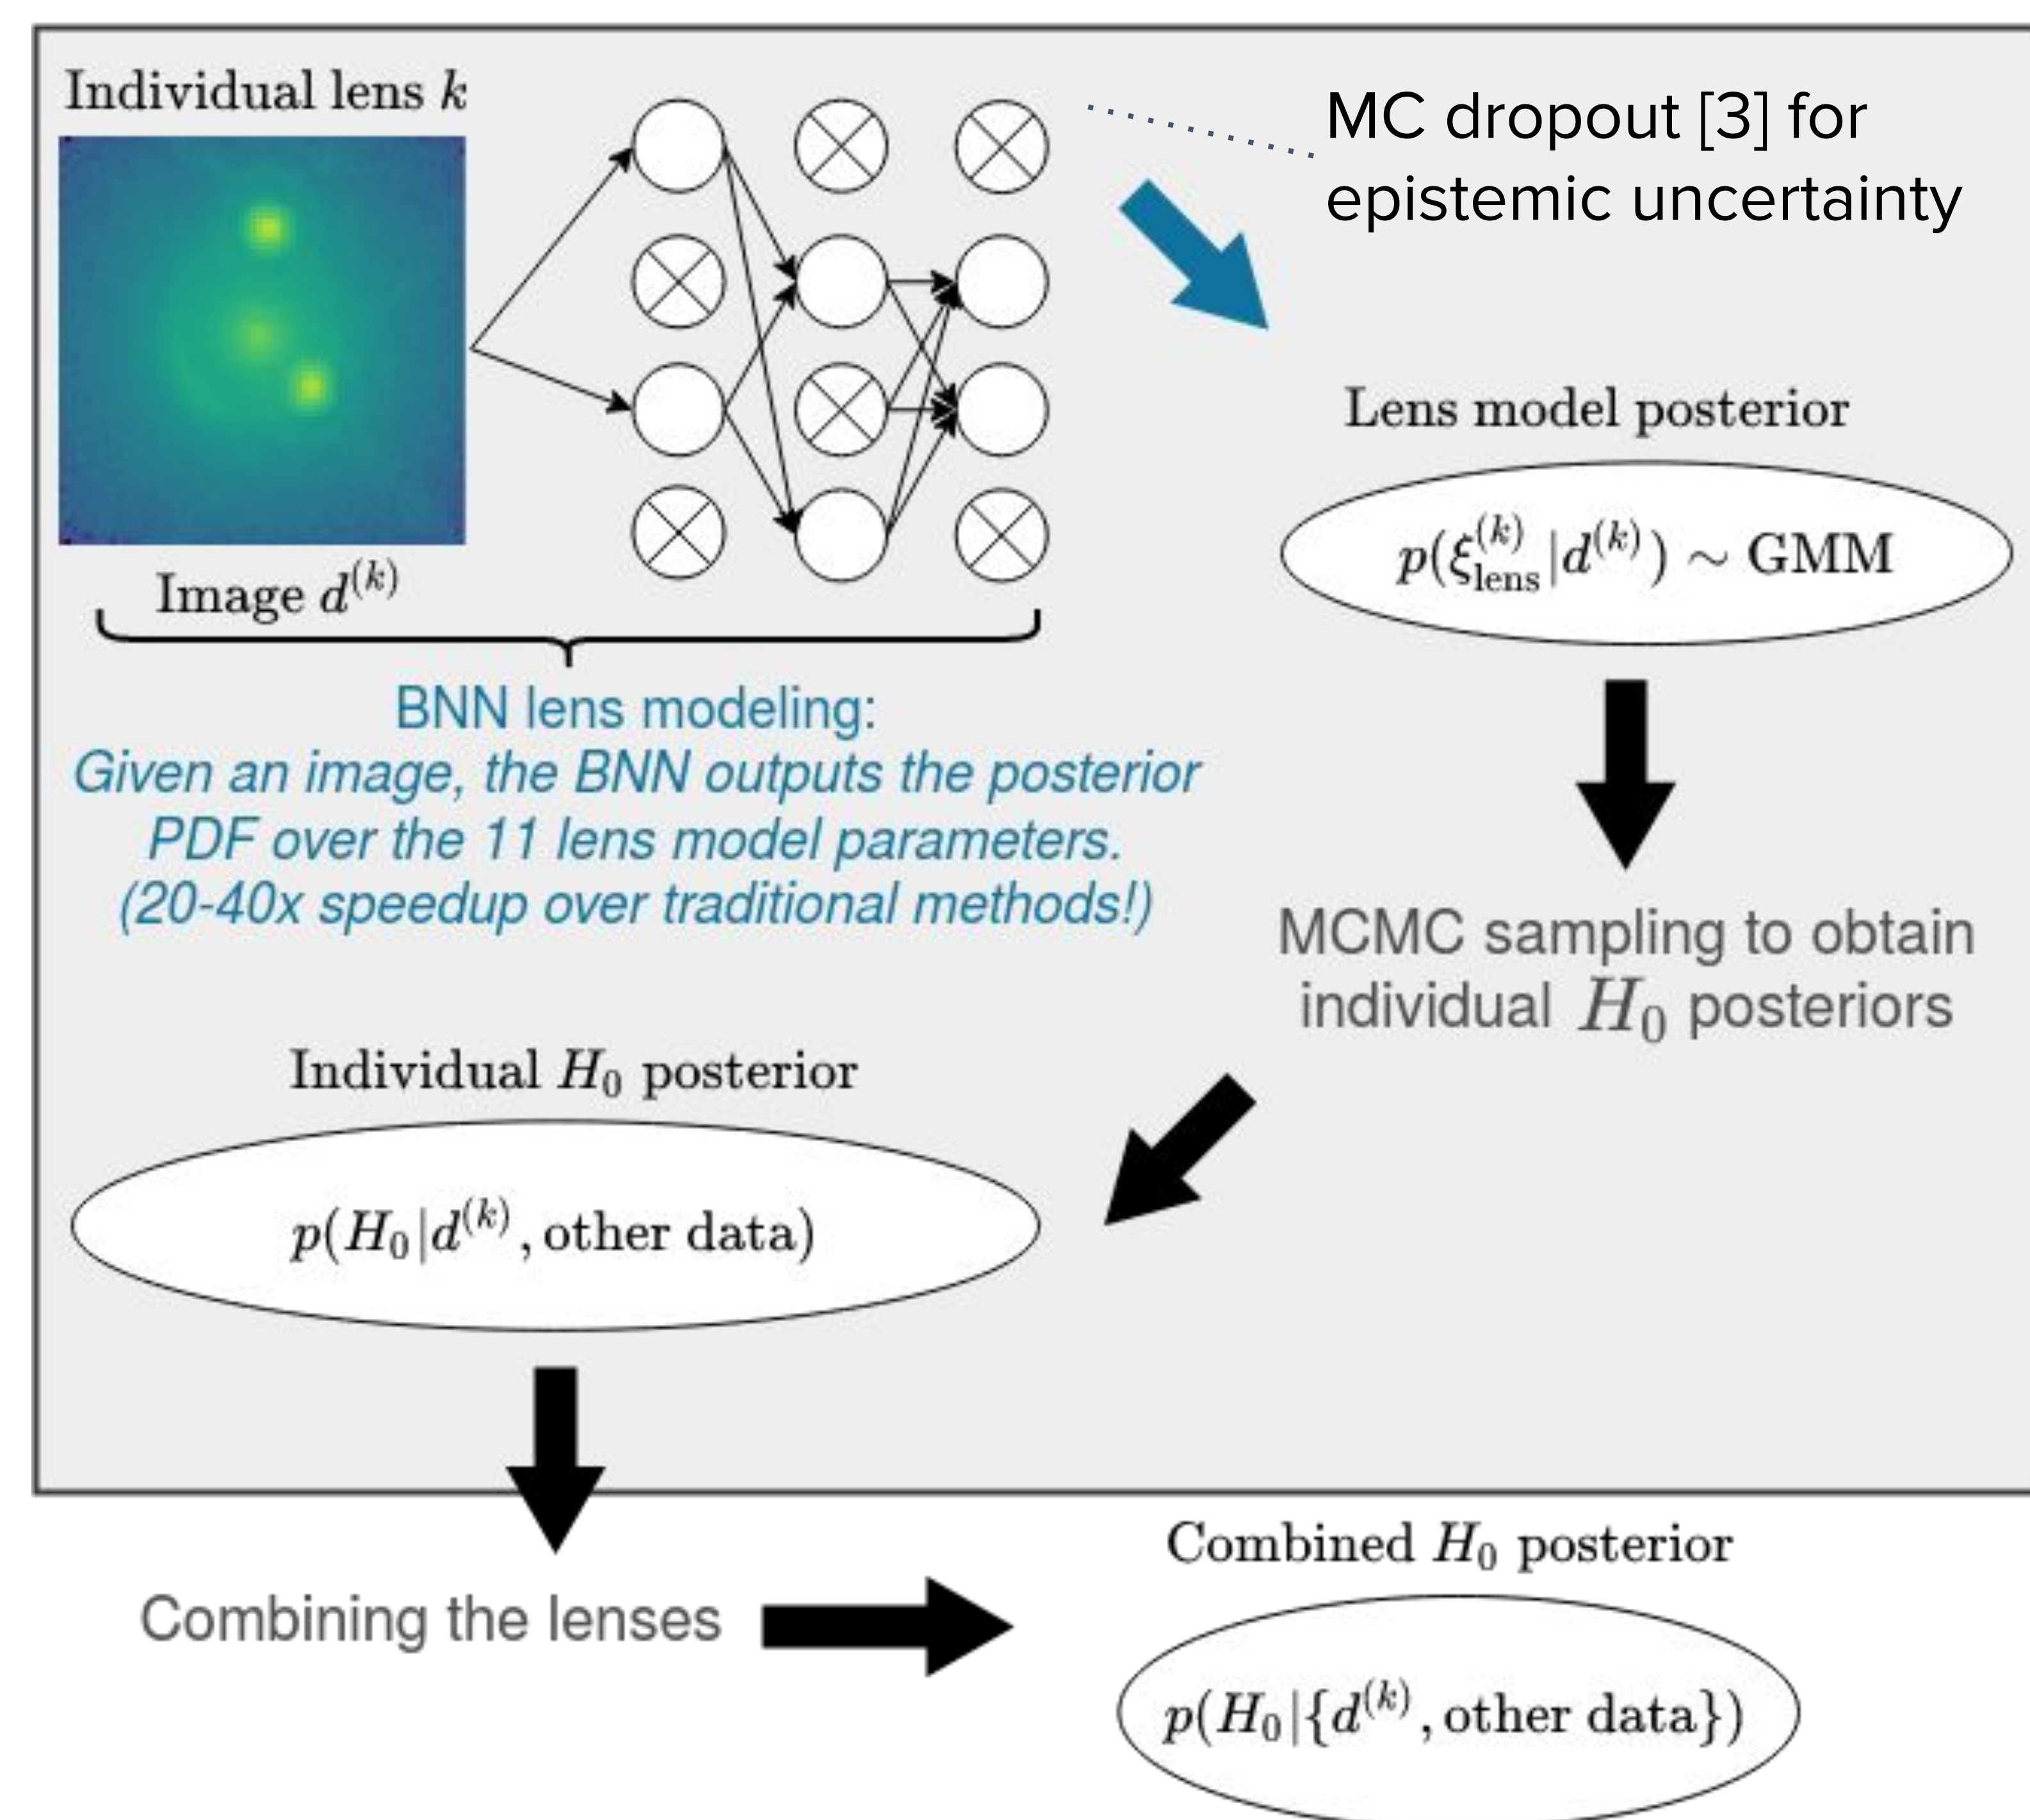 Individual lens k
MC dropout [3] for
epistemic uncertainty
Image d^{(k)}
BNN lens modeling:
Given an image, the BNN outputs the posterior
PDF over the 11 lens model parameters.
(20-40x speedup over traditional methods!)
Lens model posterior
p(ξ_{lens}^{(k)}|d^{(k)}) ~ GMM
MCMC sampling to obtain
individual H_0 posteriors
Individual H_0 posterior
p(H_0|d^{(k)}, other data)
Combining the lenses
Combined H_0 posterior
p(H_0|{d^{(k)}, other data})